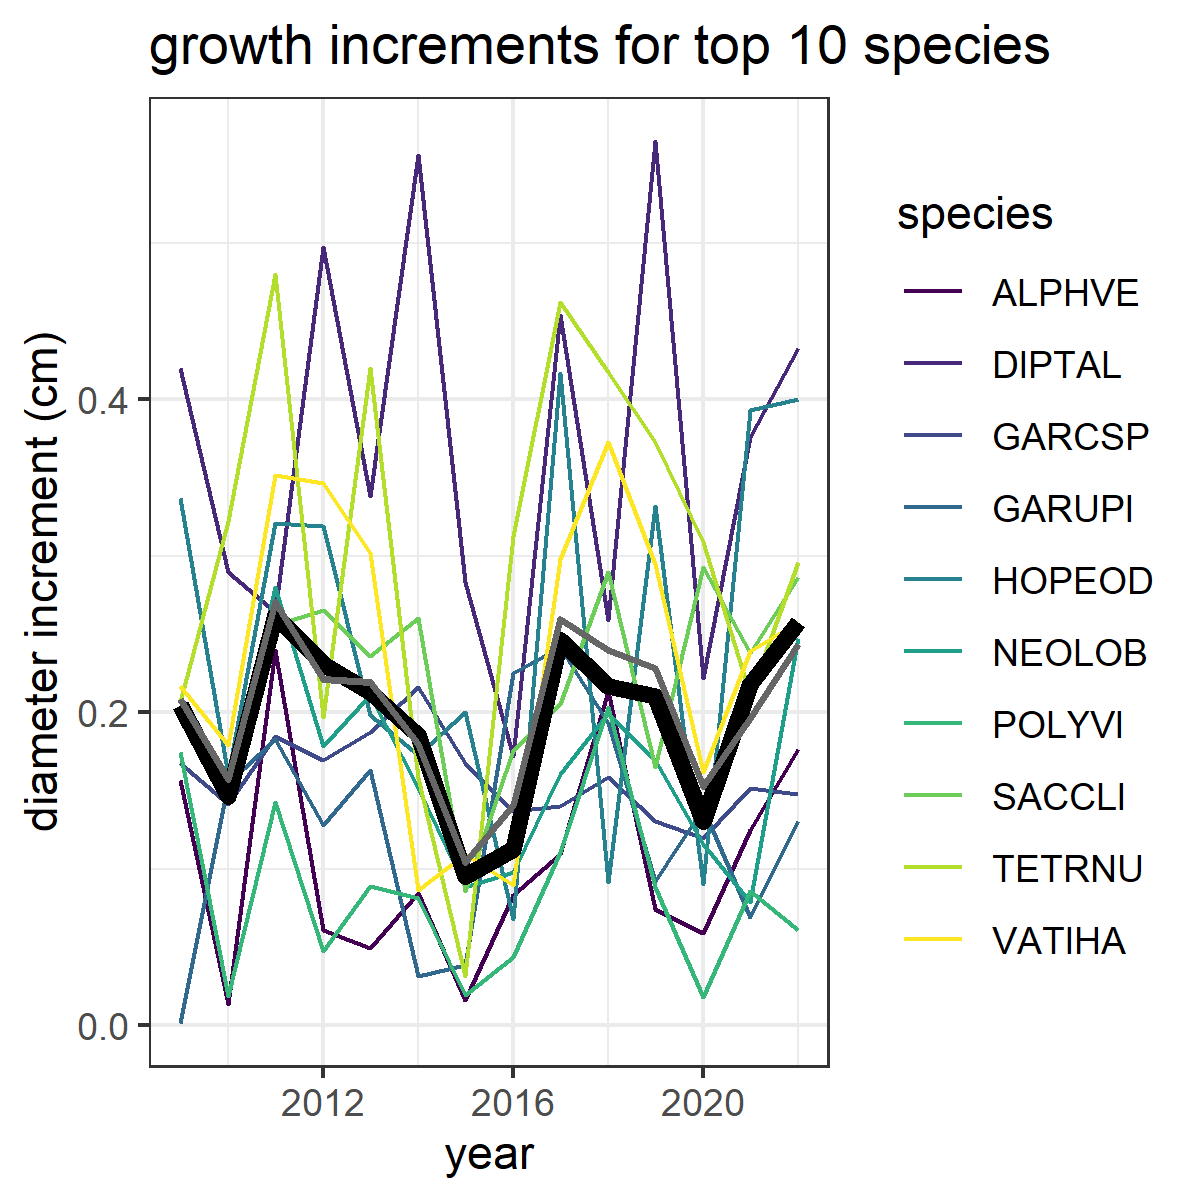 growth increments for top 10 species
diameter increment (cm)
0.4
0.2
0.0
2012 2016 2020
year
species
ALPHVE
DIPTAL
GARCSP
GARUPI
HOPEOD
NEOLOB
POLYVI
SACCLI
TETRNU
VATIHA